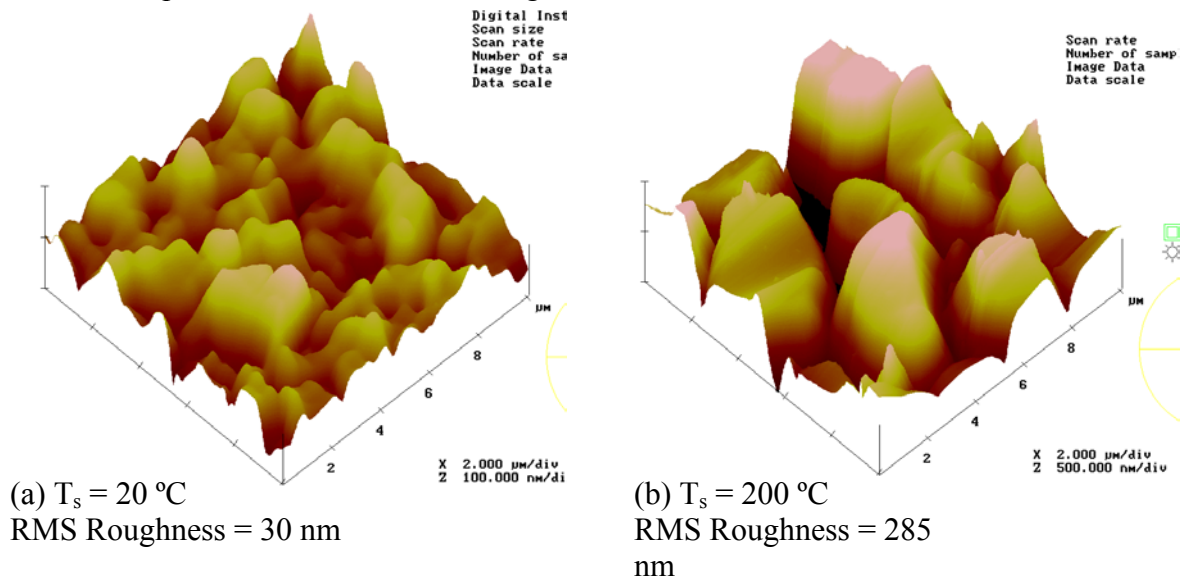 Digital Inst
Scan size
Scan rate
Number of sa
Image Data
Data scale
µm
8
6
4
2
X 2.000 µm/div
Z 100.000 nm/di
(a) Ts = 20 ºC
RMS Roughness = 30 nm
Scan rate
Number of samp
Image Data
Data scale
µm
8
6
4
2
X 2.000 µm/div
Z 500.000 nm/div
(b) Ts = 200 ºC
RMS Roughness = 285
nm